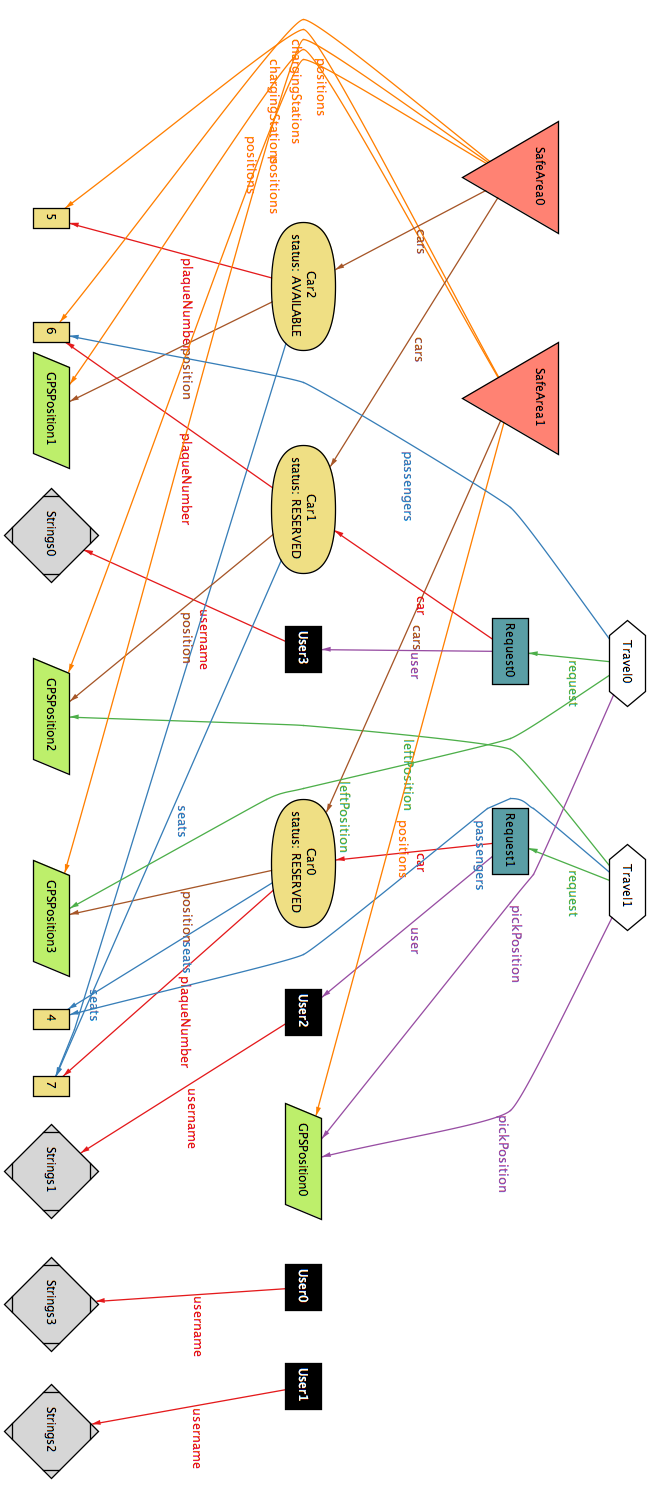 Travel0
Travel1
request
request
SafeArea0
SafeArea1
Request0
Request1
pickPosition
pickPosition
passengers
cars
cars
passengers
car
cars
user
leftPosition
positions
car
user
leftPosition
positions
chargingStations
chargingStations
positions
positions
Car2
status: AVAILABLE
Car1
status: RESERVED
User3
Car0
status: RESERVED
User2
GPSPosition0
User0
User1
plaqueNumber
position
plaqueNumber
username
position
seats
position
seats
plaqueNumber
username
username
username
seats
5
6
GPSPosition1
Strings0
GPSPosition2
GPSPosition3
4
7
Strings1
Strings3
Strings2